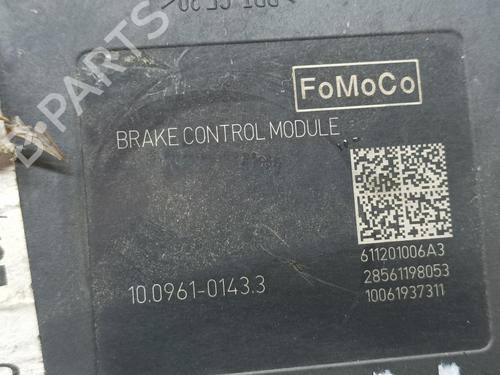 FoMoCo
BRAKE CONTROL MODULE
611201006A3
28561198053
10061937311
10.0961-0143.3
B-PARTS